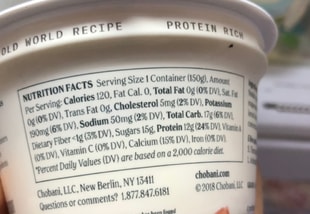 OLD WORLD RECIPE PROTEIN RICH
NUTRITION FACTS Serving Size 1 Container (150g), Amount
Per Serving: Calories 120, Fat Cal. 0, Total Fat 0g (0% DV), Sat. Fat
0g (0% DV), Trans Fat 0g, Cholesterol 5mg (2% DV), Potassium
190mg (6% DV), Sodium 50mg (2% DV), Total Carb. 17g (6% DV),
Dietary Fiber <1g (3% DV), Sugars 15g, Protein 12g (24% DV), Vitamin A
(0% DV), Vitamin C (0% DV), Calcium (15% DV), Iron (0% DV).
*Percent Daily Values (DV) are based on a 2,000 calorie diet.
Chobani, LLC, New Berlin, NY 13411 chobani.com
Questions or comments? 1.877.847.6181 © 2018 Chobani, LLC